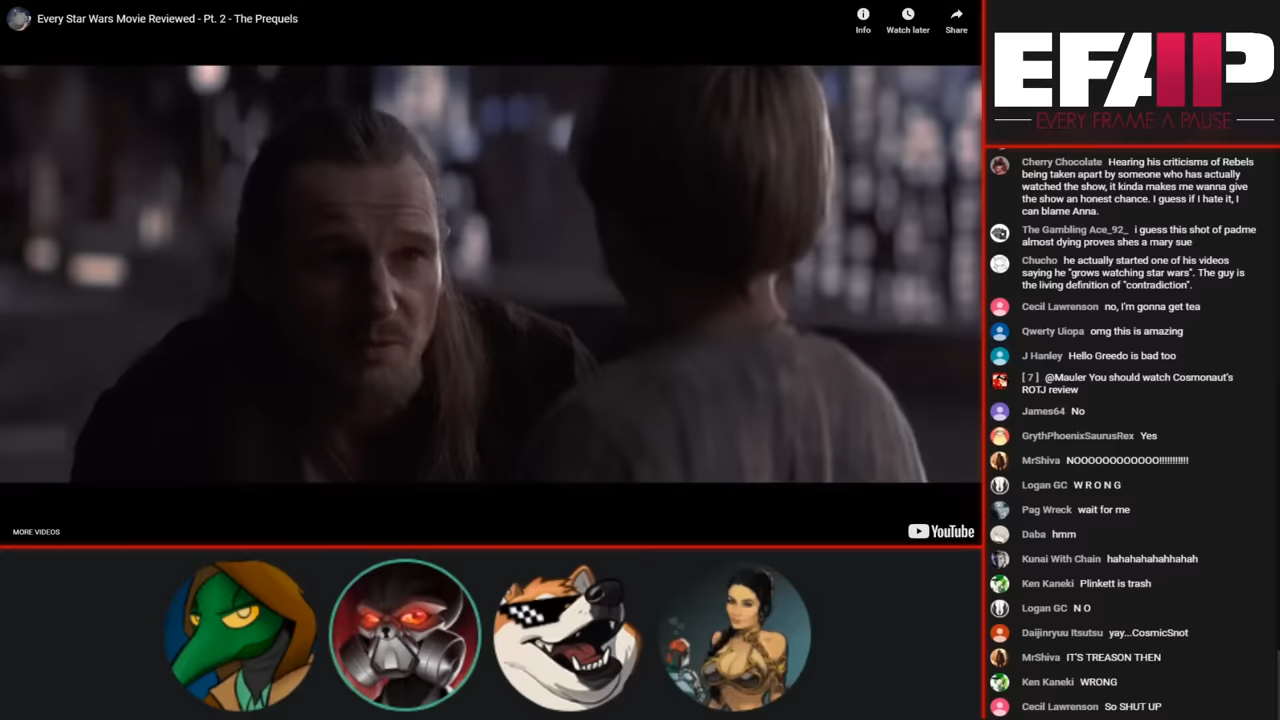 Every Star Wars Movie Reviewed - Pt. 2 - The Prequels
Info
Watch later
Share
MORE VIDEOS
YouTube
EFAP
EVERY FRAME A PAUSE
Cherry Chocolate Hearing his criticisms of Rebels
being taken apart by someone who has actually
watched the show, it kinda makes me wanna give
the show an honest chance. I guess if I hate it, I
can blame Anna.
The Gambling Ace_92_ i guess this shot of padme
almost dying proves shes a mary sue
Chucho he actually started one of his videos
saying he "grows watching star wars". The guy is
the living definition of "contradiction".
Cecil Lawrenson no, I'm gonna get tea
Qwerty Uiopa omg this is amazing
J Hanley Hello Greedo is bad too
[ 7 ] @Mauler You should watch Cosmonaut's
ROTJ review
James64 No
GrythPhoenixSaurusRex Yes
MrShiva NOOOOOOOOOOOO!!!!!!!!!!!
Logan GC W R O N G
Pag Wreck wait for me
Daba hmm
Kunai With Chain hahahahahahhahah
Ken Kaneki Plinkett is trash
Logan GC N O
Daijinryuu Itsutsu yay...CosmicSnot
MrShiva IT'S TREASON THEN
Ken Kaneki WRONG
Cecil Lawrenson So SHUT UP